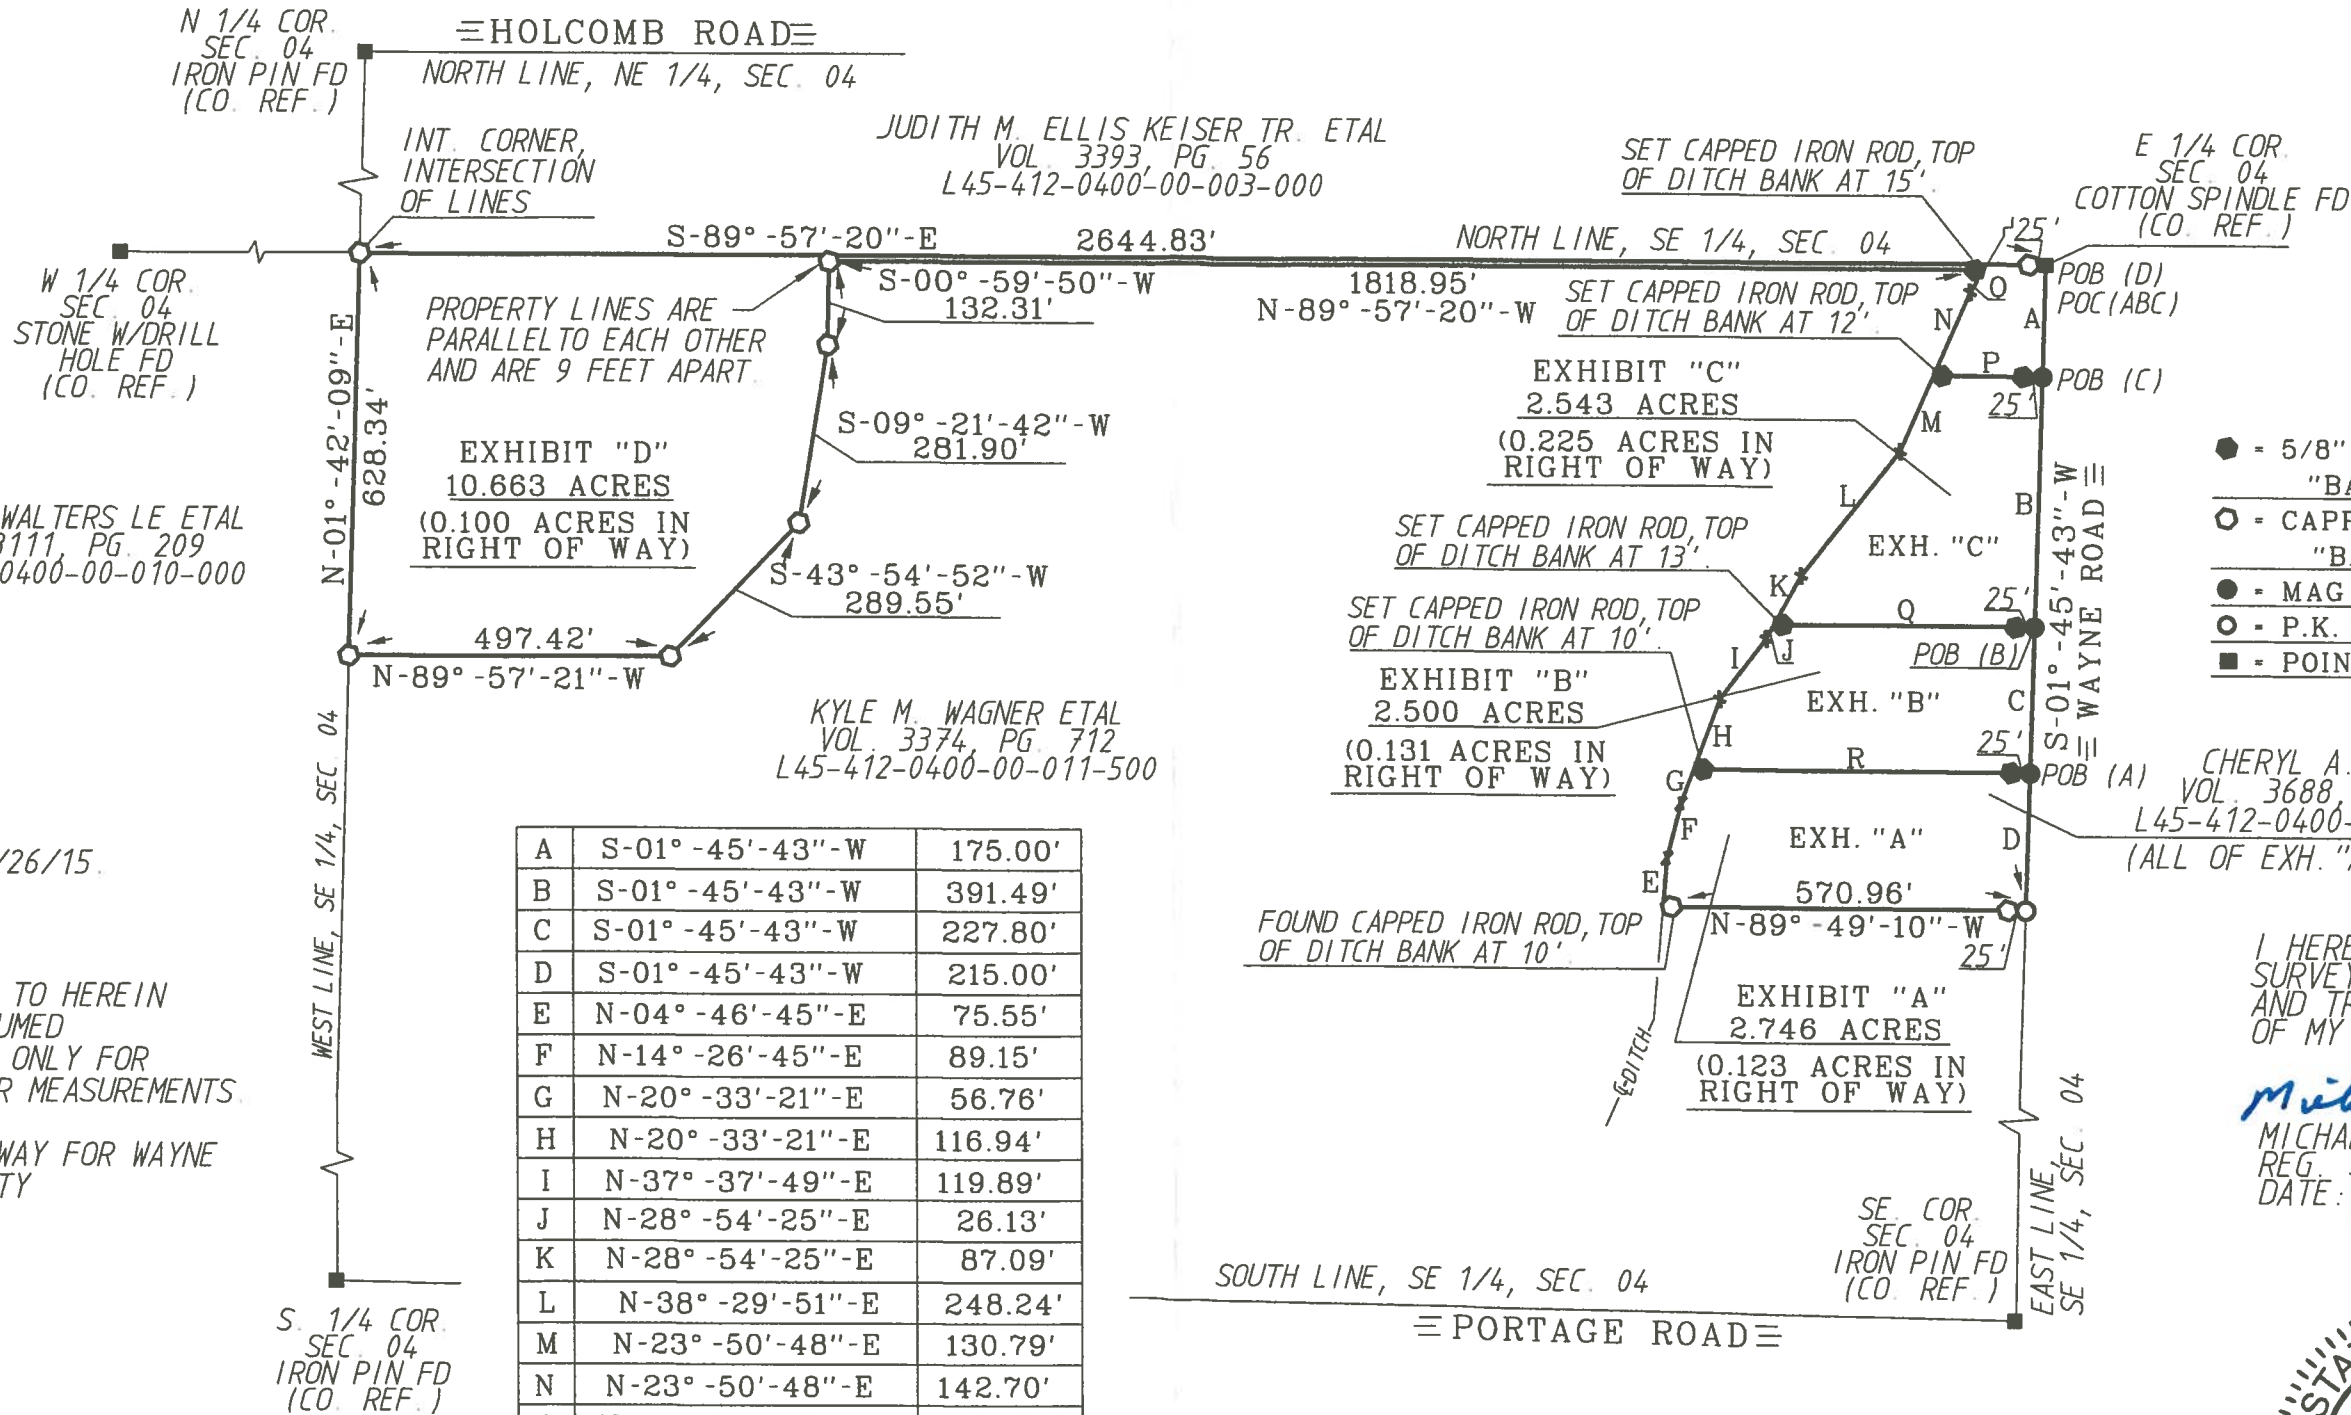 N 1/4 COR.
SEC. 04
IRON PIN FD
(CO. REF.)
≡HOLCOMB ROAD≡
NORTH LINE, NE 1/4, SEC. 04
INT. CORNER,
INTERSECTION
OF LINES
JUDITH M. ELLIS KEISER TR. ETAL
VOL. 3393, PG. 56
L45-412-0400-00-003-000
SET CAPPED IRON ROD, TOP
OF DITCH BANK AT 15'.
E 1/4 COR.
SEC. 04
COTTON SPINDLE FD
(CO. REF.)
25'
W 1/4 COR.
SEC. 04
STONE W/DRILL
HOLE FD
(CO. REF.)
S-89°-57'-20"-E
2644.83'
NORTH LINE, SE 1/4, SEC. 04
S-00°-59'-50"-W
132.31'
1818.95'
N-89°-57'-20"-W
PROPERTY LINES ARE
PARALLEL TO EACH OTHER
AND ARE 9 FEET APART.
SET CAPPED IRON ROD, TOP
OF DITCH BANK AT 12'.
O
N
A
POB (D)
POC(ABC)
P
POB (C)
25'
M
N-01°-42'-09"-E
628.34'
EXHIBIT "D"
10.663 ACRES
(0.100 ACRES IN
RIGHT OF WAY)
S-09°-21'-42"-W
281.90'
EXHIBIT "C"
2.543 ACRES
(0.225 ACRES IN
RIGHT OF WAY)
L
B
S-01°-45'-43"-W
≡ WAYNE ROAD ≡
= 5/8"
= CAPP
= MAG
= P.K.
= POIN
WALTERS LE ETAL
PG. 209
0400-00-010-000
SET CAPPED IRON ROD, TOP
OF DITCH BANK AT 13'.
EXH. "C"
S-43°-54'-52"-W
289.55'
K
Q
25'
SET CAPPED IRON ROD, TOP
OF DITCH BANK AT 10'.
J
POB (B)
I
497.42'
N-89°-57'-21"-W
EXHIBIT "B"
2.500 ACRES
(0.131 ACRES IN
RIGHT OF WAY)
EXH. "B"
C
H
25'
KYLE M. WAGNER ETAL
VOL. 3374, PG. 712
L45-412-0400-00-011-500
R
G
POB (A)
CHERYL A.
VOL. 3688,
L45-412-0400-
(ALL OF EXH. "
F
EXH. "A"
D
E
570.96'
N-89°-49'-10"-W
25'
FOUND CAPPED IRON ROD, TOP
OF DITCH BANK AT 10'.
EXHIBIT "A"
2.746 ACRES
(0.123 ACRES IN
RIGHT OF WAY)
℄-DITCH
WEST LINE, SE 1/4, SEC. 04
/26/15.
TO HEREIN
UMED
ONLY FOR
R MEASUREMENTS.
WAY FOR WAYNE
TY
A S-01°-45'-43"-W 175.00'
B S-01°-45'-43"-W 391.49'
C S-01°-45'-43"-W 227.80'
D S-01°-45'-43"-W 215.00'
E N-04°-46'-45"-E 75.55'
F N-14°-26'-45"-E 89.15'
G N-20°-33'-21"-E 56.76'
H N-20°-33'-21"-E 116.94'
I N-37°-37'-49"-E 119.89'
J N-28°-54'-25"-E 26.13'
K N-28°-54'-25"-E 87.09'
L N-38°-29'-51"-E 248.24'
M N-23°-50'-48"-E 130.79'
N N-23°-50'-48"-E 142.70'
I HERE
SURVEY
AND TH
OF MY
MICHAE
REG.
DATE:
SE. COR.
SEC. 04
IRON PIN FD
(CO. REF.)
EAST LINE,
SE 1/4, SEC. 04
SOUTH LINE, SE 1/4, SEC. 04
≡PORTAGE ROAD≡
S. 1/4 COR.
SEC. 04
IRON PIN FD
(CO. REF.)
STA